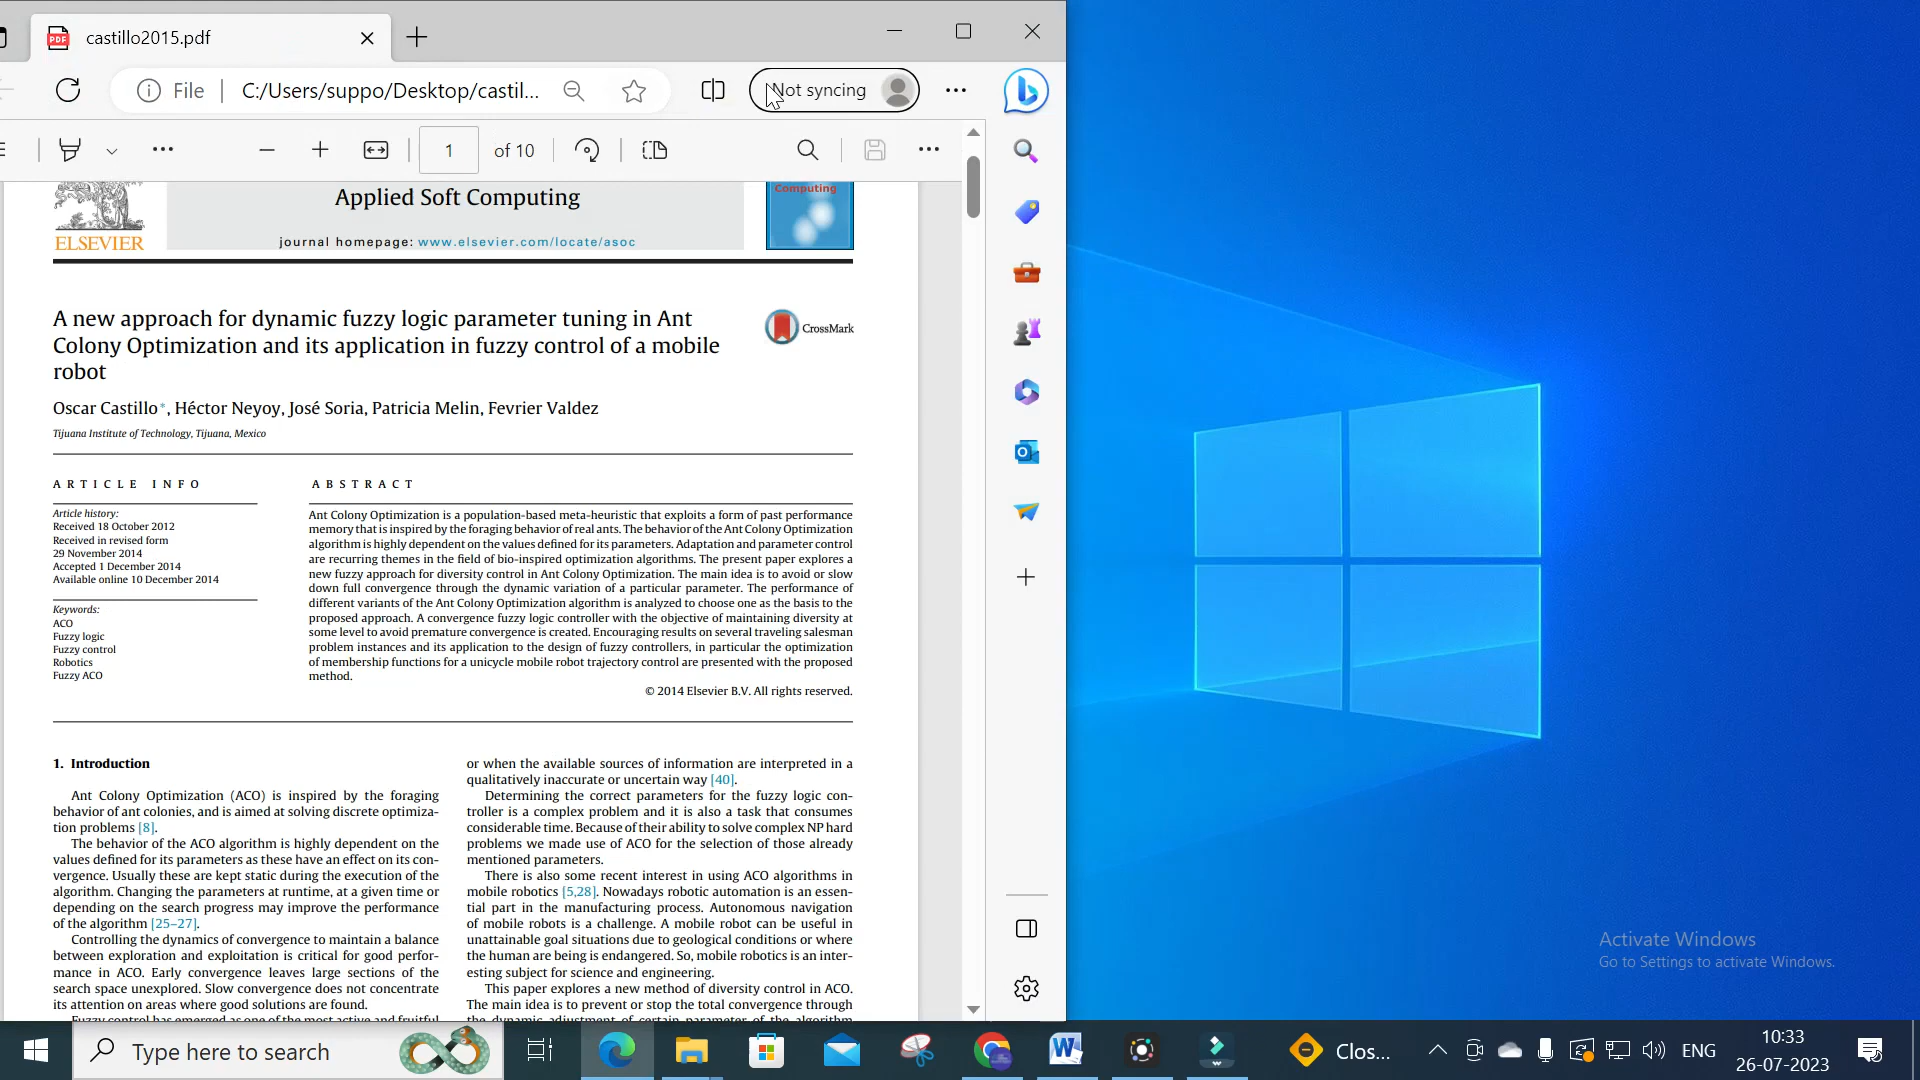 castillo2015.pdf
File
C:/Users/suppo/Desktop/castil...
Not syncing
1 of 10
Applied Soft Computing
Computing
ELSEVIER
journal homepage: www.elsevier.com/locate/asoc
A new approach for dynamic fuzzy logic parameter tuning in Ant
Colony Optimization and its application in fuzzy control of a mobile
robot
CrossMark
Oscar Castillo*, Héctor Neyoy, José Soria, Patricia Melin, Fevrier Valdez
Tijuana Institute of Technology, Tijuana, Mexico
ARTICLE INFO
Article history:
Received 18 October 2012
Received in revised form
29 November 2014
Accepted 1 December 2014
Available online 10 December 2014
Keywords:
ACO
Fuzzy logic
Fuzzy control
Robotics
Fuzzy ACO
ABSTRACT
Ant Colony Optimization is a population-based meta-heuristic that exploits a form of past performance
memory that is inspired by the foraging behavior of real ants. The behavior of the Ant Colony Optimization
algorithm is highly dependent on the values defined for its parameters. Adaptation and parameter control
are recurring themes in the field of bio-inspired optimization algorithms. The present paper explores a
new fuzzy approach for diversity control in Ant Colony Optimization. The main idea is to avoid or slow
down full convergence through the dynamic variation of a particular parameter. The performance of
different variants of the Ant Colony Optimization algorithm is analyzed to choose one as the basis to the
proposed approach. A convergence fuzzy logic controller with the objective of maintaining diversity at
some level to avoid premature convergence is created. Encouraging results on several traveling salesman
problem instances and its application to the design of fuzzy controllers, in particular the optimization
of membership functions for a unicycle mobile robot trajectory control are presented with the proposed
method.
© 2014 Elsevier B.V. All rights reserved.
1. Introduction
Ant Colony Optimization (ACO) is inspired by the foraging
behavior of ant colonies, and is aimed at solving discrete optimiza-
tion problems [8].
The behavior of the ACO algorithm is highly dependent on the
values defined for its parameters as these have an effect on its con-
vergence. Usually these are kept static during the execution of the
algorithm. Changing the parameters at runtime, at a given time or
depending on the search progress may improve the performance
of the algorithm [25–27].
Controlling the dynamics of convergence to maintain a balance
between exploration and exploitation is critical for good perfor-
mance in ACO. Early convergence leaves large sections of the
search space unexplored. Slow convergence does not concentrate
its attention on areas where good solutions are found.
Fuzzy control has emerged as one of the most active and fruitful
or when the available sources of information are interpreted in a
qualitatively inaccurate or uncertain way [40].
Determining the correct parameters for the fuzzy logic con-
troller is a complex problem and it is also a task that consumes
considerable time. Because of their ability to solve complex NP hard
problems we made use of ACO for the selection of those already
mentioned parameters.
There is also some recent interest in using ACO algorithms in
mobile robotics [5,28]. Nowadays robotic automation is an essen-
tial part in the manufacturing process. Autonomous navigation
of mobile robots is a challenge. A mobile robot can be useful in
unattainable goal situations due to geological conditions or where
the human are being is endangered. So, mobile robotics is an inter-
esting subject for science and engineering.
This paper explores a new method of diversity control in ACO.
The main idea is to prevent or stop the total convergence through
the dynamic adjustment of certain parameter of the algorithm
Activate Windows
Go to Settings to activate Windows.
Type here to search
Clos...
ENG
10:33
26-07-2023